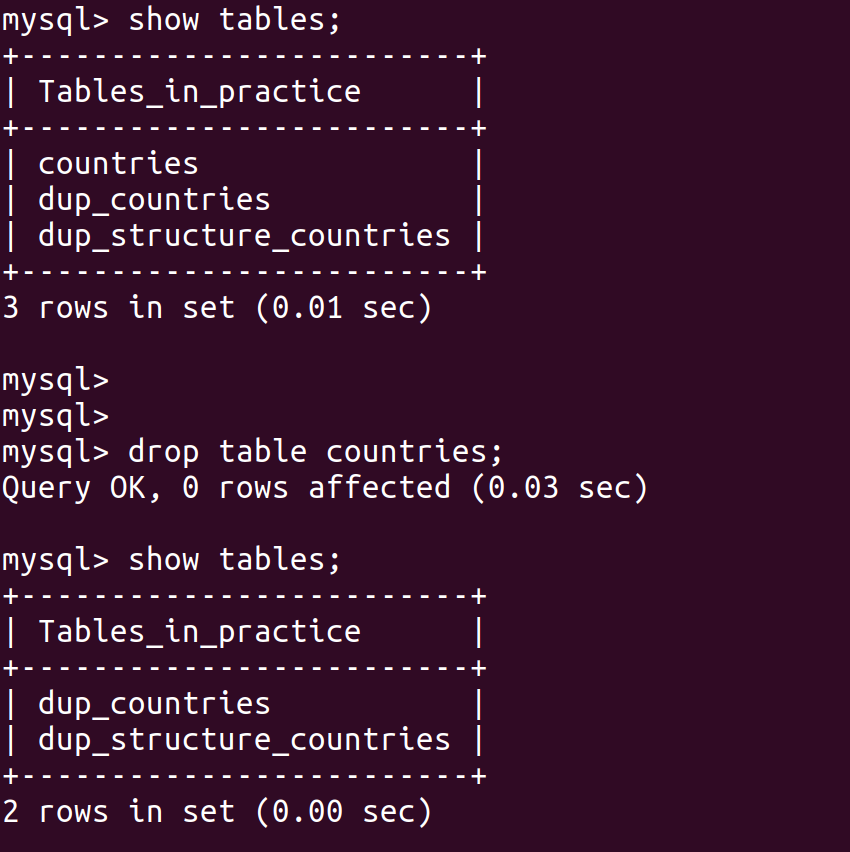 mysql> show tables;
+-------------------------+
| Tables_in_practice      |
+-------------------------+
| countries               |
| dup_countries           |
| dup_structure_countries |
+-------------------------+
3 rows in set (0.01 sec)
mysql>
mysql>
mysql> drop table countries;
Query OK, 0 rows affected (0.03 sec)
mysql> show tables;
+-------------------------+
| Tables_in_practice      |
+-------------------------+
| dup_countries           |
| dup_structure_countries |
+-------------------------+
2 rows in set (0.00 sec)